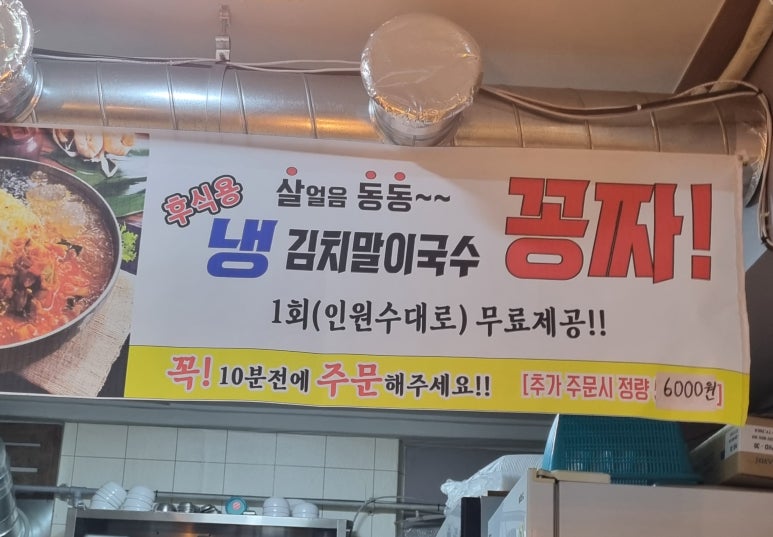 후식용
살얼음 동동~~
냉 김치말이국수
꽁짜!
1회(인원수대로) 무료제공!!
꼭! 10분전에 주문해주세요!!
[추가 주문시 정량 6000원]